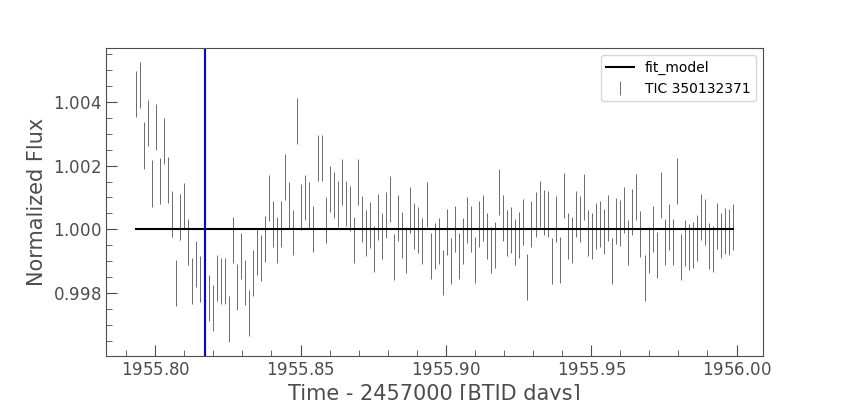 fit_model
TIC 350132371
1.004
1.002
1.000
0.998
Normalized Flux
1955.80 1955.85 1955.90 1955.95 1956.00
Time - 2457000 [BTJD days]